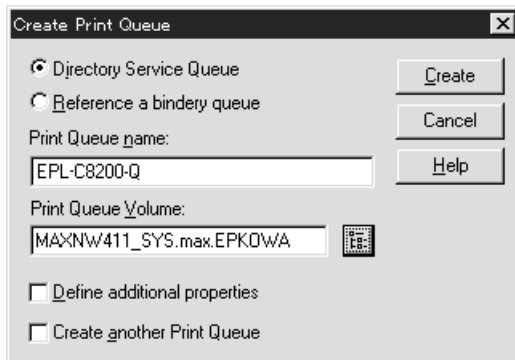 Create Print Queue
Directory Service Queue
Reference a bindery queue
Print Queue name:
EPL-C8200-Q
Print Queue Volume:
MAXNW411_SYS.max.EPKOWA
Define additional properties
Create another Print Queue
Create
Cancel
Help